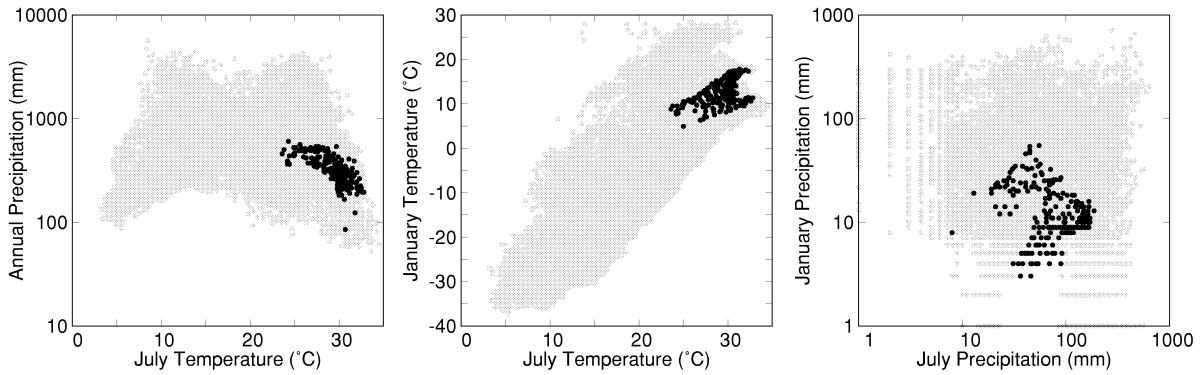 10000
1000
100
10
Annual Precipitation (mm)
0 10 20 30
July Temperature (˚C)
30
20
10
0
-10
-20
-30
-40
January Temperature (˚C)
0 10 20 30
July Temperature (˚C)
1000
100
10
1
January Precipitation (mm)
1 10 100 1000
July Precipitation (mm)